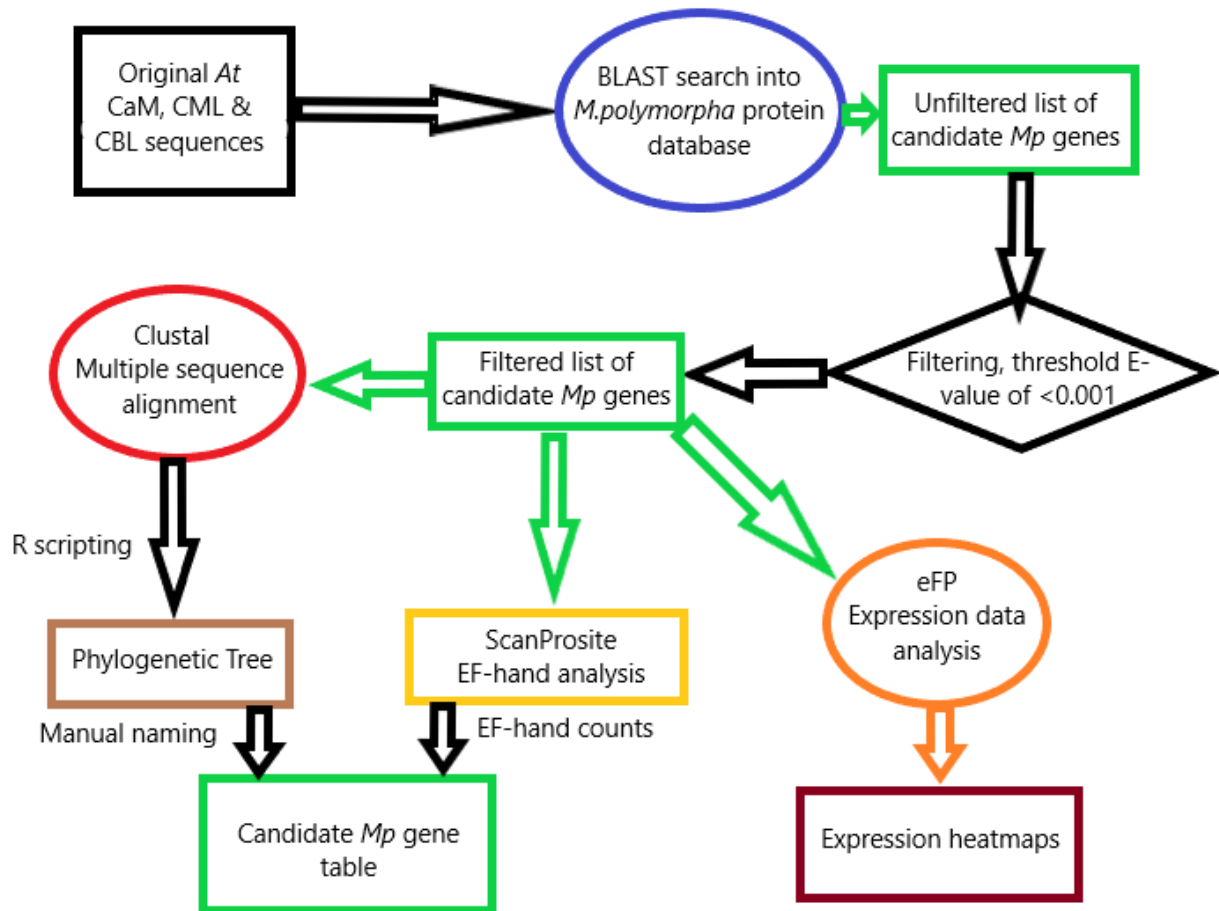 Original At
CaM, CML &
CBL sequences
BLAST search into
M.polymorpha protein
database
Unfiltered list of
candidate Mp genes
Clustal
Multiple sequence
alignment
Filtered list of
candidate Mp genes
Filtering, threshold E-
value of <0.001
R scripting
eFP
Expression data
analysis
Phylogenetic Tree
ScanProsite
EF-hand analysis
Manual naming
EF-hand counts
Candidate Mp gene
table
Expression heatmaps